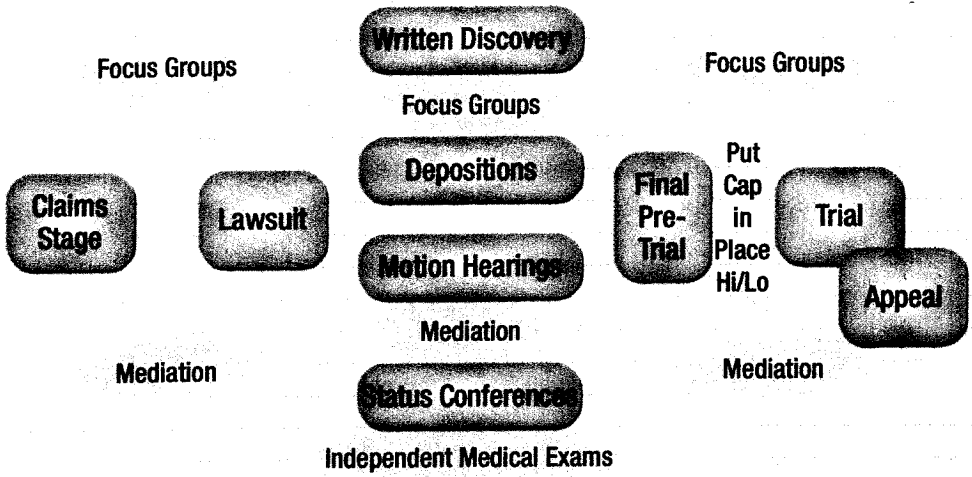 Focus Groups
Claims
Stage
Lawsuit
Mediation
Written Discovery
Focus Groups
Depositions
Motion Hearings
Mediation
Status Conferences
Independent Medical Exams
Focus Groups
Final
Pre-
Trial
Put
Cap
in
Place
Hi/Lo
Trial
Appeal
Mediation